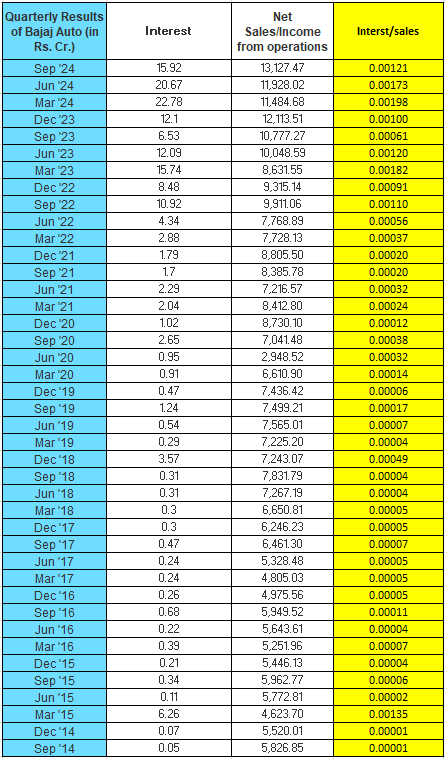 Quarterly Results of Bajaj Auto (in Rs. Cr.) Interest Net Sales/Income from operations Interst/sales
Sep '24 15.92 13,127.47 0.00121
Jun '24 20.67 11,928.02 0.00173
Mar '24 22.78 11,484.68 0.00198
Dec '23 12.1 12,113.51 0.00100
Sep '23 6.53 10,777.27 0.00061
Jun '23 12.09 10,048.59 0.00120
Mar '23 15.74 8,631.55 0.00182
Dec '22 8.48 9,315.14 0.00091
Sep '22 10.92 9,911.06 0.00110
Jun '22 4.34 7,768.89 0.00056
Mar '22 2.88 7,728.13 0.00037
Dec '21 1.79 8,805.50 0.00020
Sep '21 1.7 8,385.78 0.00020
Jun '21 2.29 7,216.57 0.00032
Mar '21 2.04 8,412.80 0.00024
Dec '20 1.02 8,730.10 0.00012
Sep '20 2.65 7,041.48 0.00038
Jun '20 0.95 2,948.52 0.00032
Mar '20 0.91 6,610.90 0.00014
Dec '19 0.47 7,436.42 0.00006
Sep '19 1.24 7,499.21 0.00017
Jun '19 0.54 7,565.01 0.00007
Mar '19 0.29 7,225.20 0.00004
Dec '18 3.57 7,243.07 0.00049
Sep '18 0.31 7,831.79 0.00004
Jun '18 0.31 7,267.19 0.00004
Mar '18 0.3 6,650.81 0.00005
Dec '17 0.3 6,246.23 0.00005
Sep '17 0.47 6,461.30 0.00007
Jun '17 0.24 5,328.48 0.00005
Mar '17 0.24 4,805.03 0.00005
Dec '16 0.26 4,975.56 0.00005
Sep '16 0.68 5,949.52 0.00011
Jun '16 0.22 5,643.61 0.00004
Mar '16 0.39 5,251.96 0.00007
Dec '15 0.21 5,446.13 0.00004
Sep '15 0.34 5,962.77 0.00006
Jun '15 0.11 5,772.81 0.00002
Mar '15 6.26 4,623.70 0.00135
Dec '14 0.07 5,520.01 0.00001
Sep '14 0.05 5,826.85 0.00001